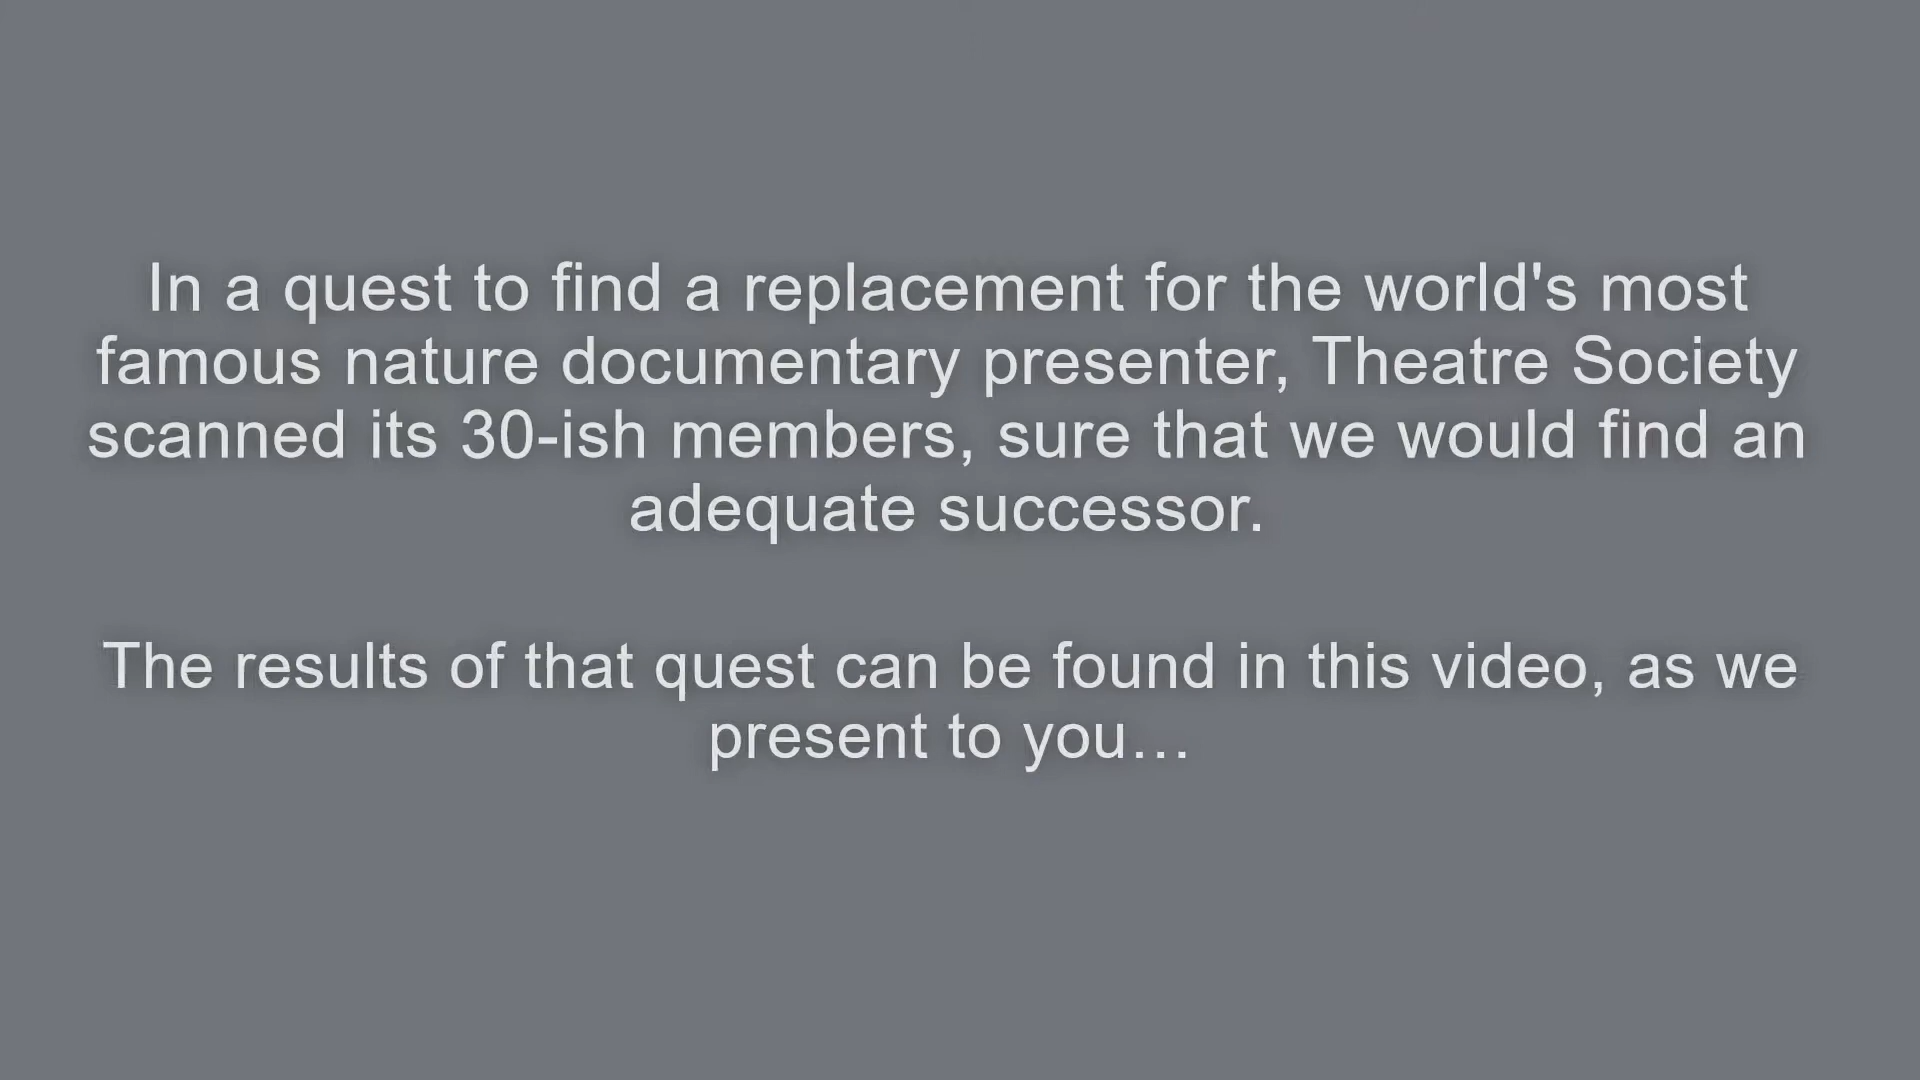 In a quest to find a replacement for the world's most
famous nature documentary presenter, Theatre Society
scanned its 30-ish members, sure that we would find an
adequate successor.
The results of that quest can be found in this video, as we
present to you…